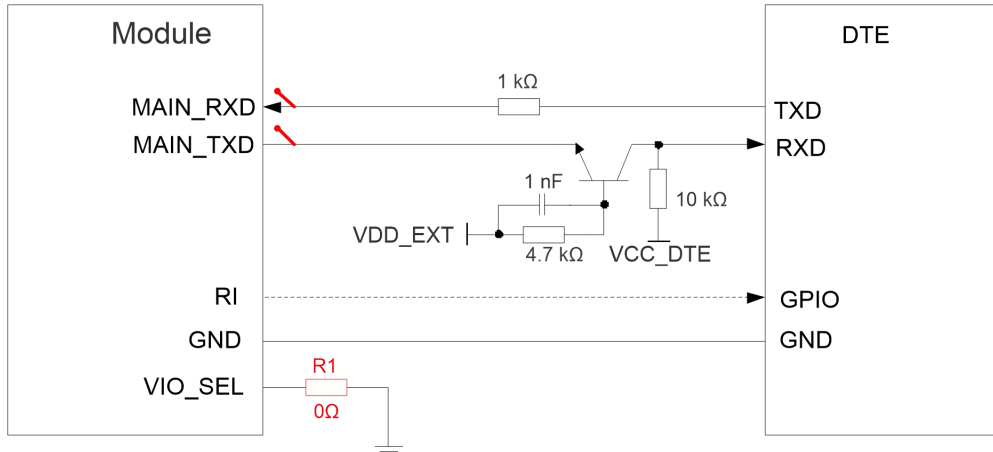 Module
DTE
1 kΩ
MAIN_RXD
TXD
MAIN_TXD
RXD
1 nF
10 kΩ
VDD_EXT
4.7 kΩ
VCC_DTE
RI
GPIO
GND
GND
R1
VIO_SEL
0Ω